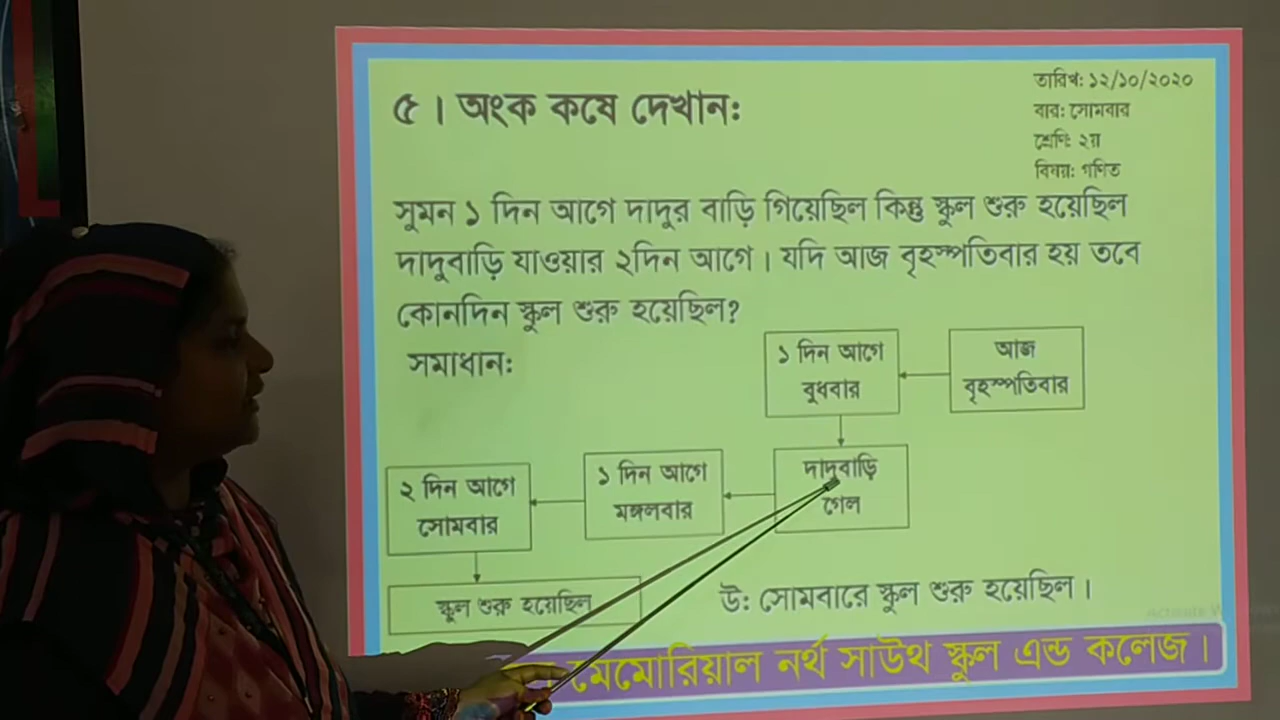 ৫। অংক কষে দেখান:
তারিখ: ১২/১০/২০২০
বার: সোমবার
শ্রেণি: ২য়
বিষয়: গণিত
সুমন ১ দিন আগে দাদুর বাড়ি গিয়েছিল কিন্তু স্কুল শুরু হয়েছিল
দাদুবাড়ি যাওয়ার ২দিন আগে। যদি আজ বৃহস্পতিবার হয় তবে
কোনদিন স্কুল শুরু হয়েছিল?
সমাধান:
আজ
বৃহস্পতিবার
১ দিন আগে
বুধবার
দাদুবাড়ি
গেল
১ দিন আগে
মঙ্গলবার
২ দিন আগে
সোমবার
স্কুল শুরু হয়েছিল
উ: সোমবারে স্কুল শুরু হয়েছিল।
মেমোরিয়াল নর্থ সাউথ স্কুল এন্ড কলেজ।